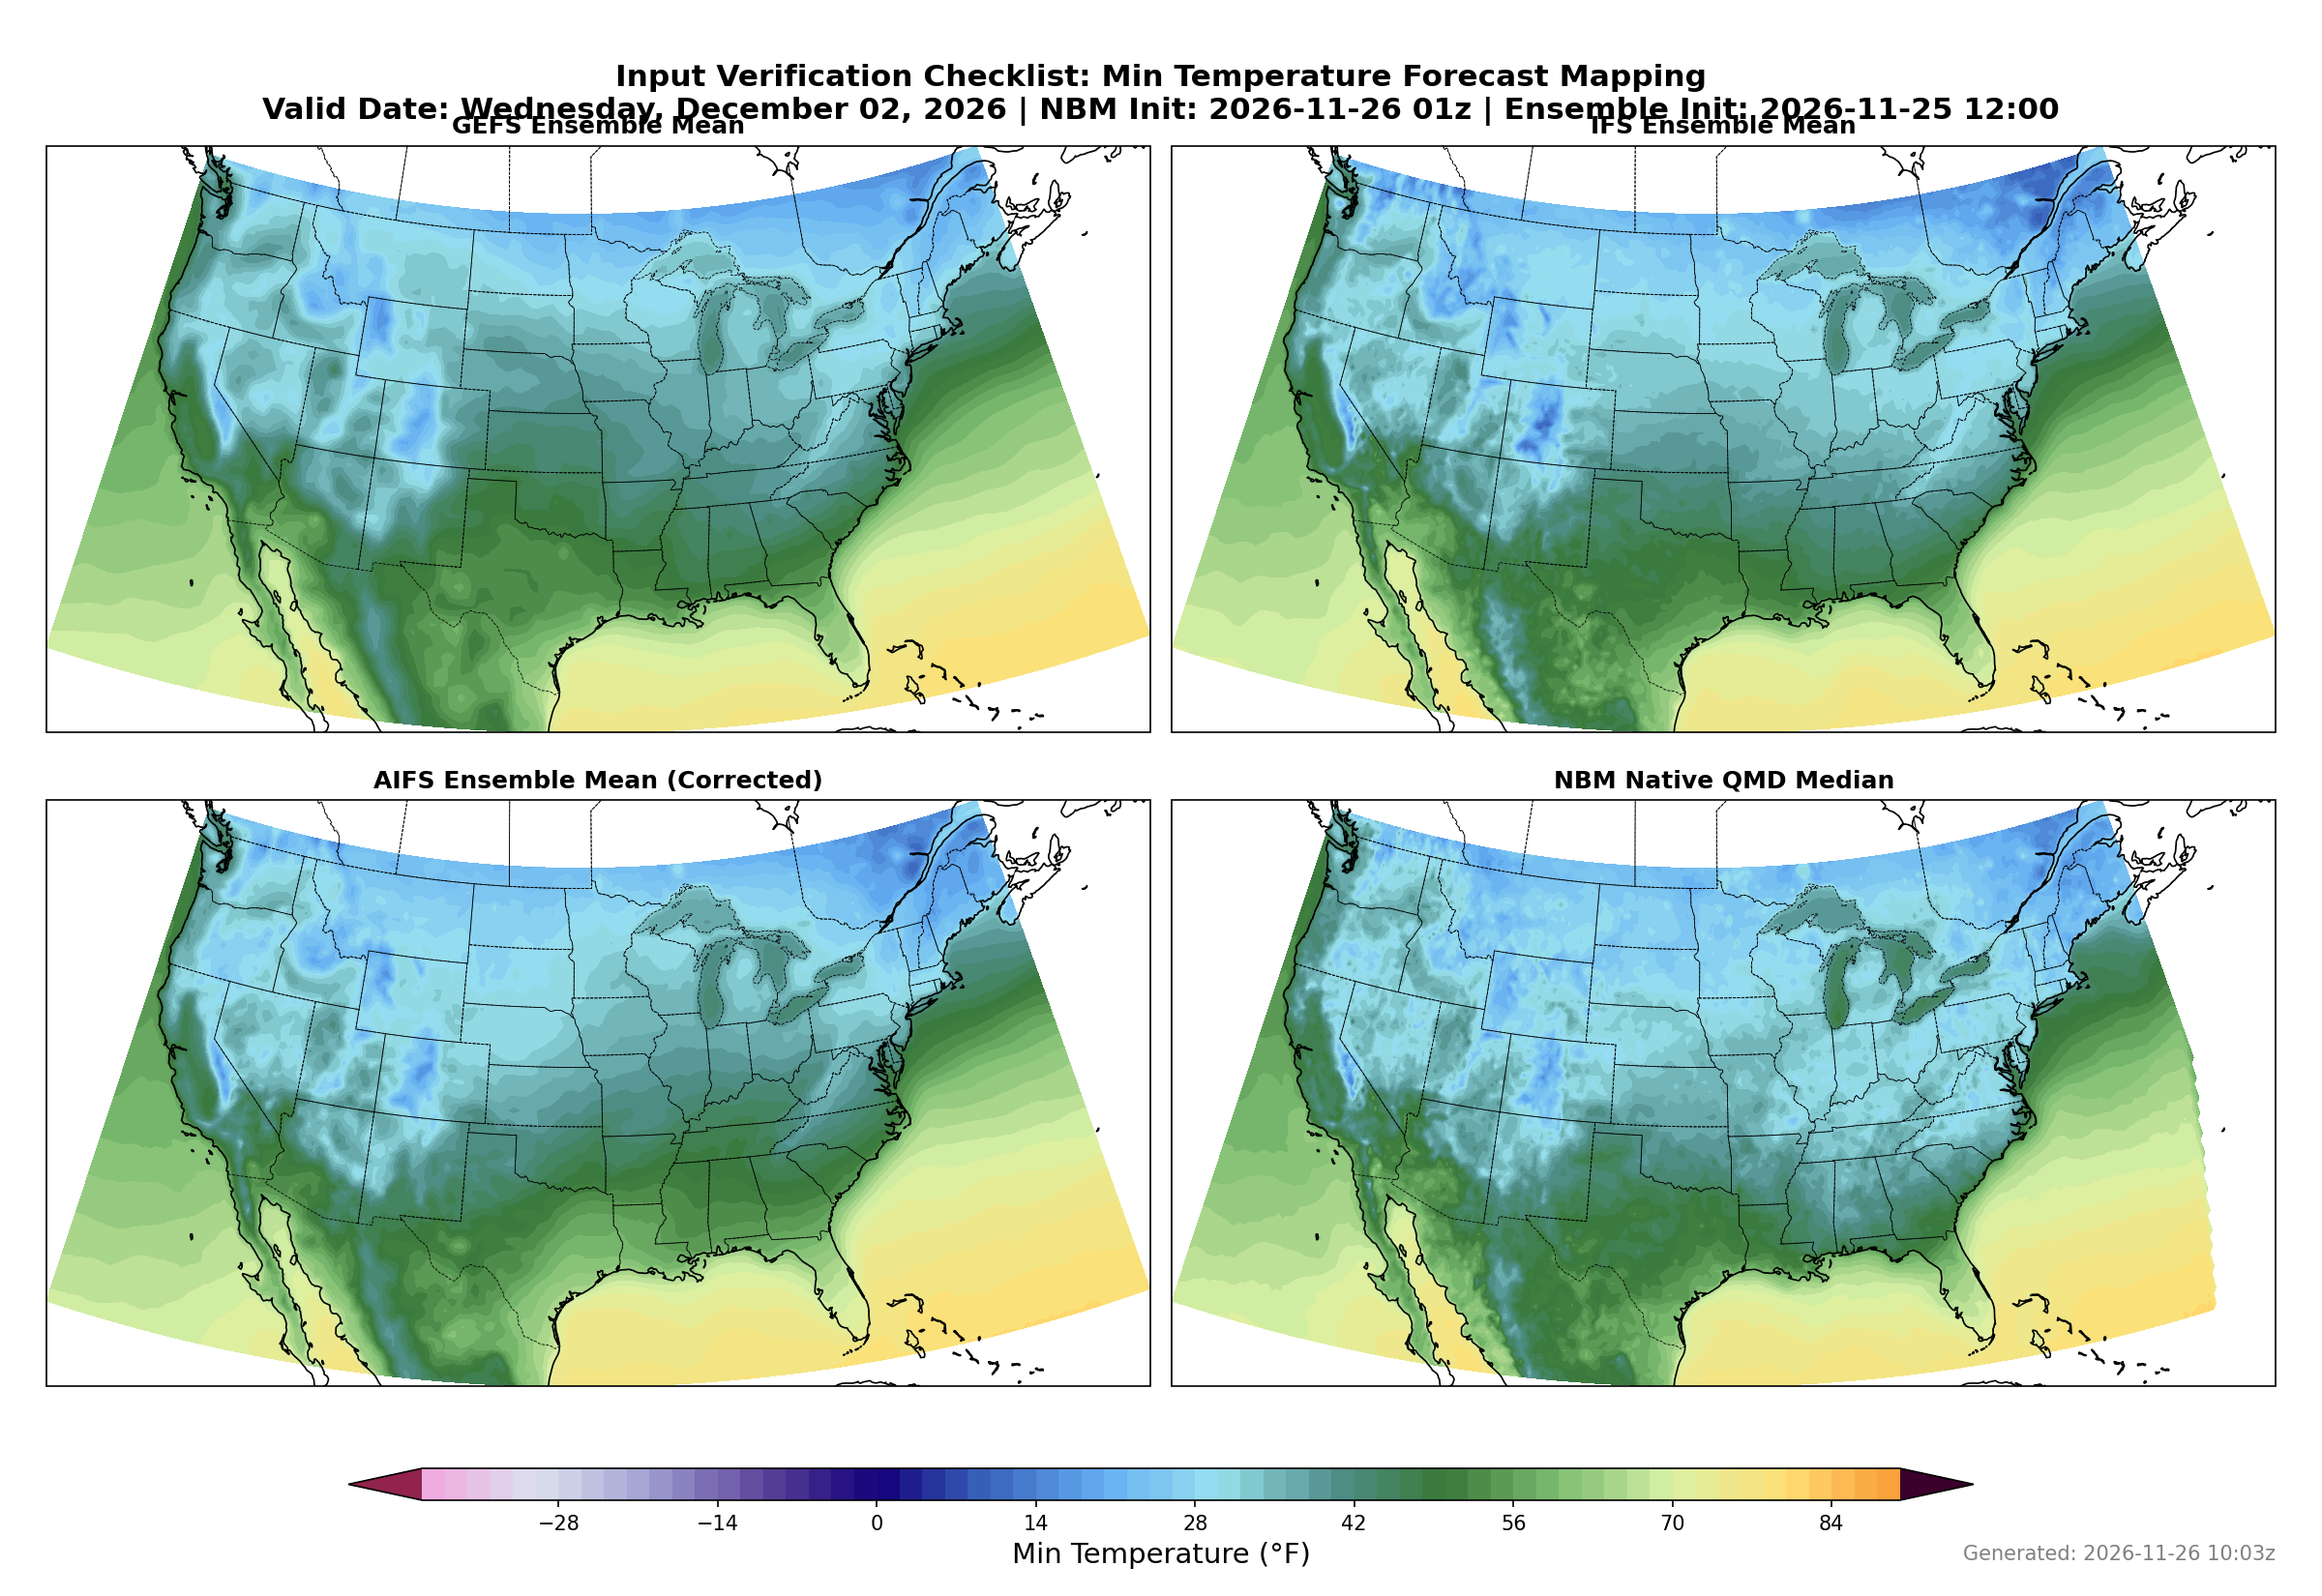 Input Verification Checklist: Min Temperature Forecast Mapping
Valid Date: Wednesday, December 02, 2026 | NBM Init: 2026-11-26 01z | Ensemble Init: 2026-11-25 12:00
GEFS Ensemble Mean
IFS Ensemble Mean
AIFS Ensemble Mean (Corrected)
NBM Native QMD Median
−28 −14 0 14 28 42 56 70 84
Min Temperature (°F)
Generated: 2026-11-26 10:03z